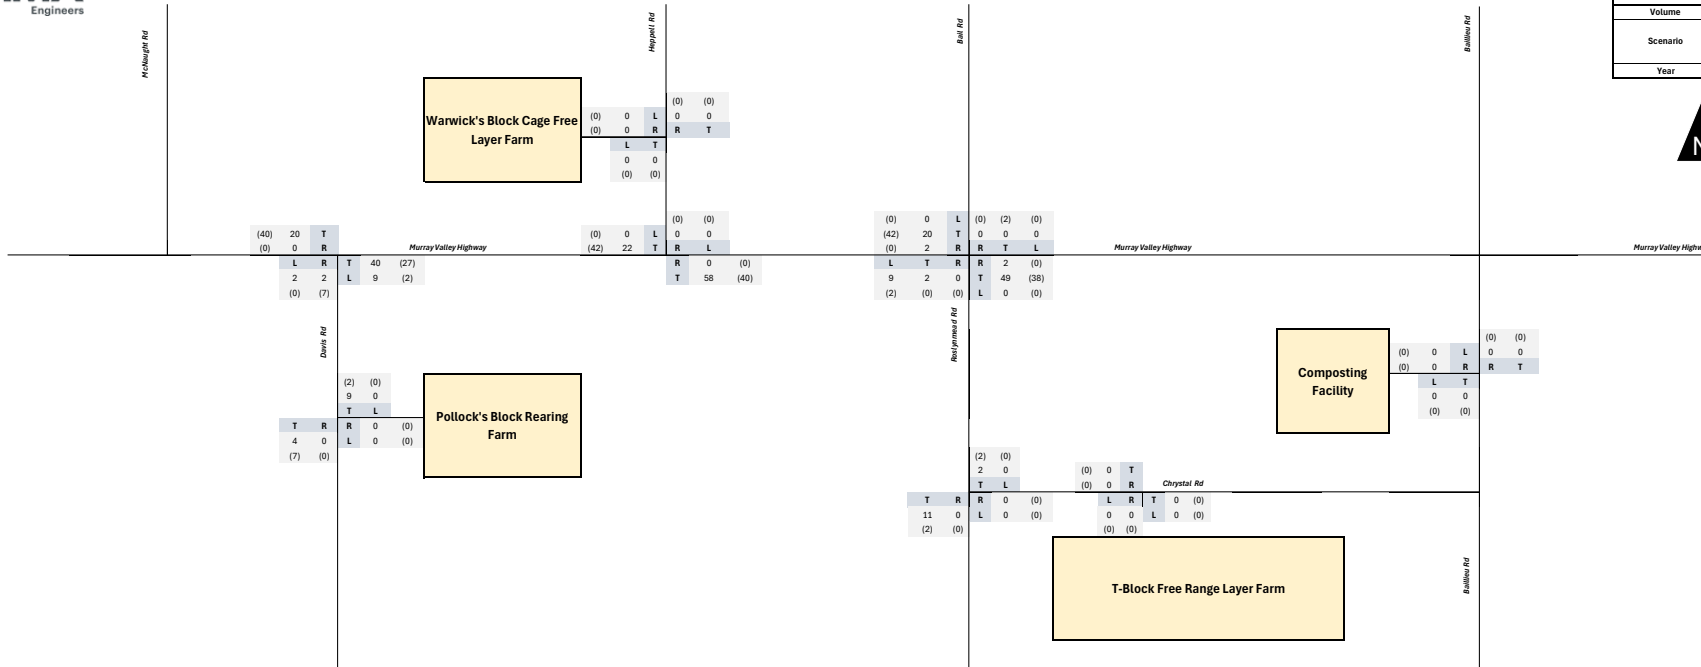 Engineers
McNaught Rd
Heppell Rd
Ball Rd
Baillieu Rd
Volume
Scenario
Year
N
Warwick's Block Cage Free
Layer Farm
(0) (0)
(0) 0 L 0 0
(0) 0 R R T
L T
0 0
(0) (0)
(40) 20 T
(0) 0 R
Murray Valley Highway
L R T 40 (27)
2 2 L 9 (2)
(0) (7)
(0) (0)
(0) 0 L 0 0
(42) 22 T R L
R 0 (0)
T 58 (40)
(0) 0 L (0) (2) (0)
(42) 20 T 0 0 0
(0) 2 R R T L
L T R R 2 (0)
9 2 0 T 49 (38)
(2) (0) (0) L 0 (0)
Murray Valley Highway
Murray Valley Highw
Davis Rd
Roslynmead Rd
(2) (0)
9 0
T L
T R R 0 (0)
4 0 L 0 (0)
(7) (0)
Pollock's Block Rearing
Farm
Composting
Facility
(0) (0)
(0) 0 L 0 0
(0) 0 R R T
L T
0 0
(0) (0)
(2) (0)
2 0
T L
T R R 0 (0)
11 0 L 0 (0)
(2) (0)
(0) 0 T
(0) 0 R
Chrystal Rd
L R T 0 (0)
0 0 L 0 (0)
(0) (0)
T-Block Free Range Layer Farm
Baillieu Rd